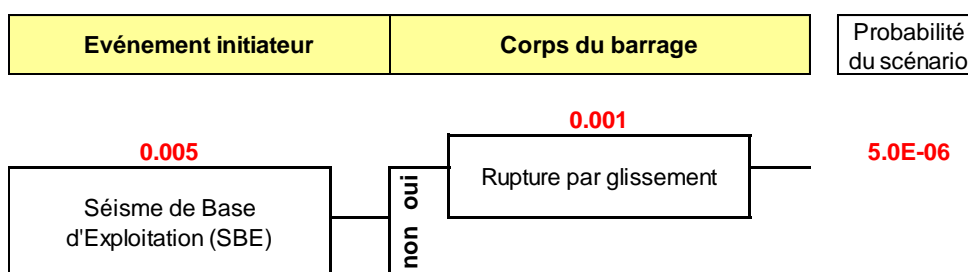 Evénement initiateur
Corps du barrage
Probabilité
du scénario
0.001
0.005
5.0E-06
Rupture par glissement
oui
non
Séisme de Base
d'Exploitation (SBE)